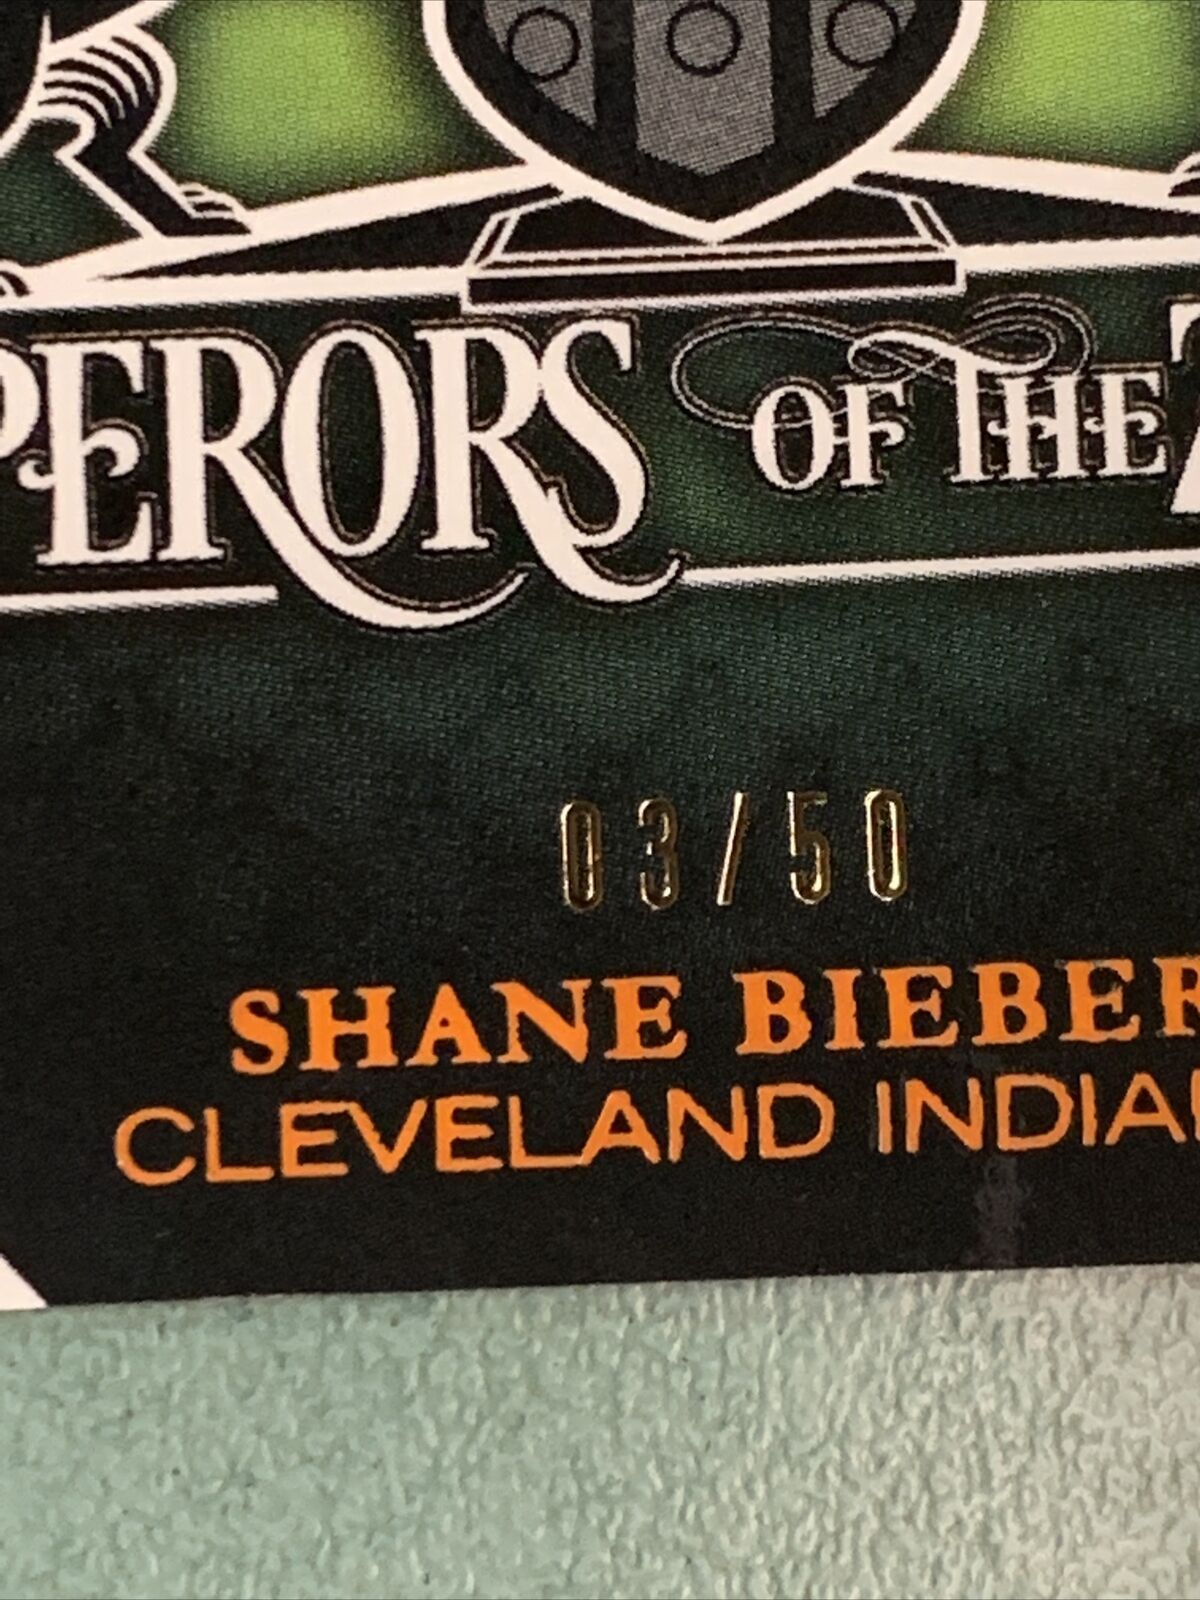 PERORS OF THE
03/50
SHANE BIEBER
CLEVELAND INDIA